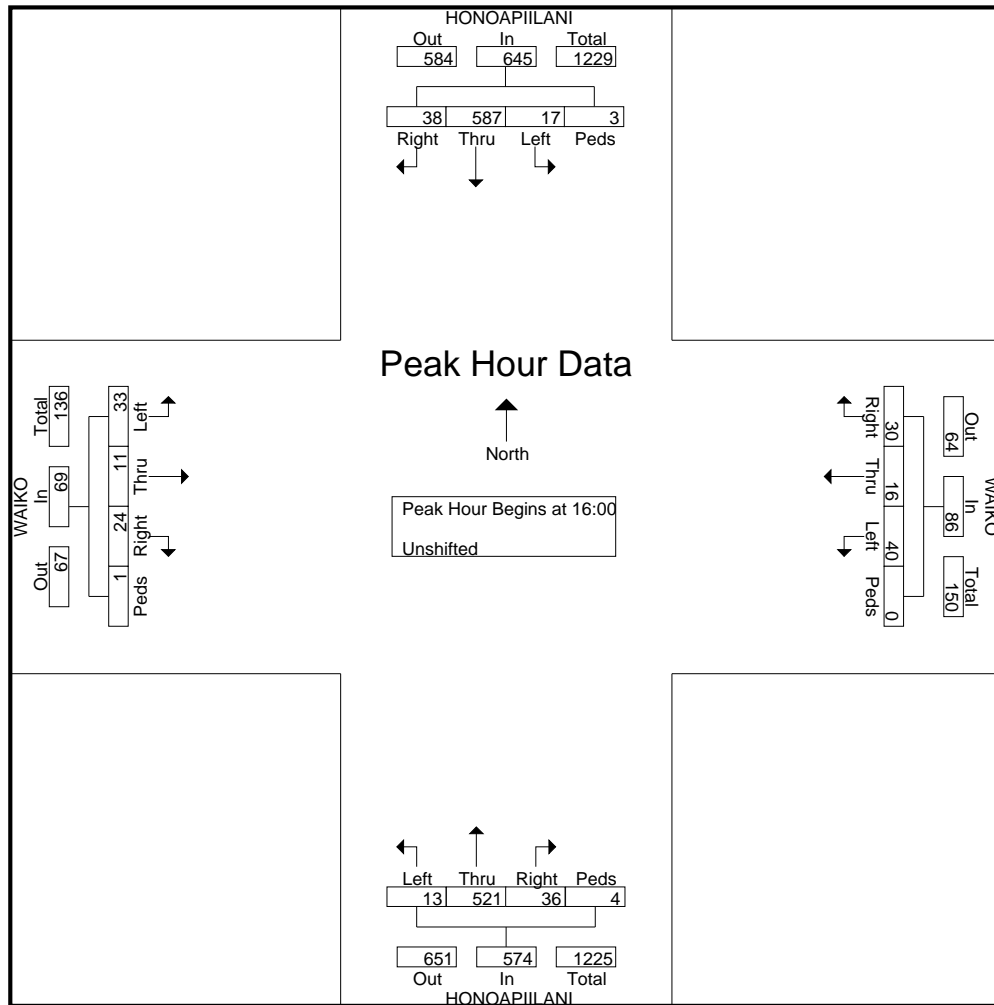 HONOAPIILANI
Out In Total
584 645 1229
38 587 17 3
Right Thru Left Peds
Peak Hour Data
North
Peak Hour Begins at 16:00
Unshifted
WAIKO
Out In Total
67 69 136
33 11 24 1
Left Thru Right Peds
WAIKO
Out In Total
64 86 150
30 16 40 0
Right Thru Left Peds
Left Thru Right Peds
13 521 36 4
651 574 1225
Out In Total
HONOAPIILANI